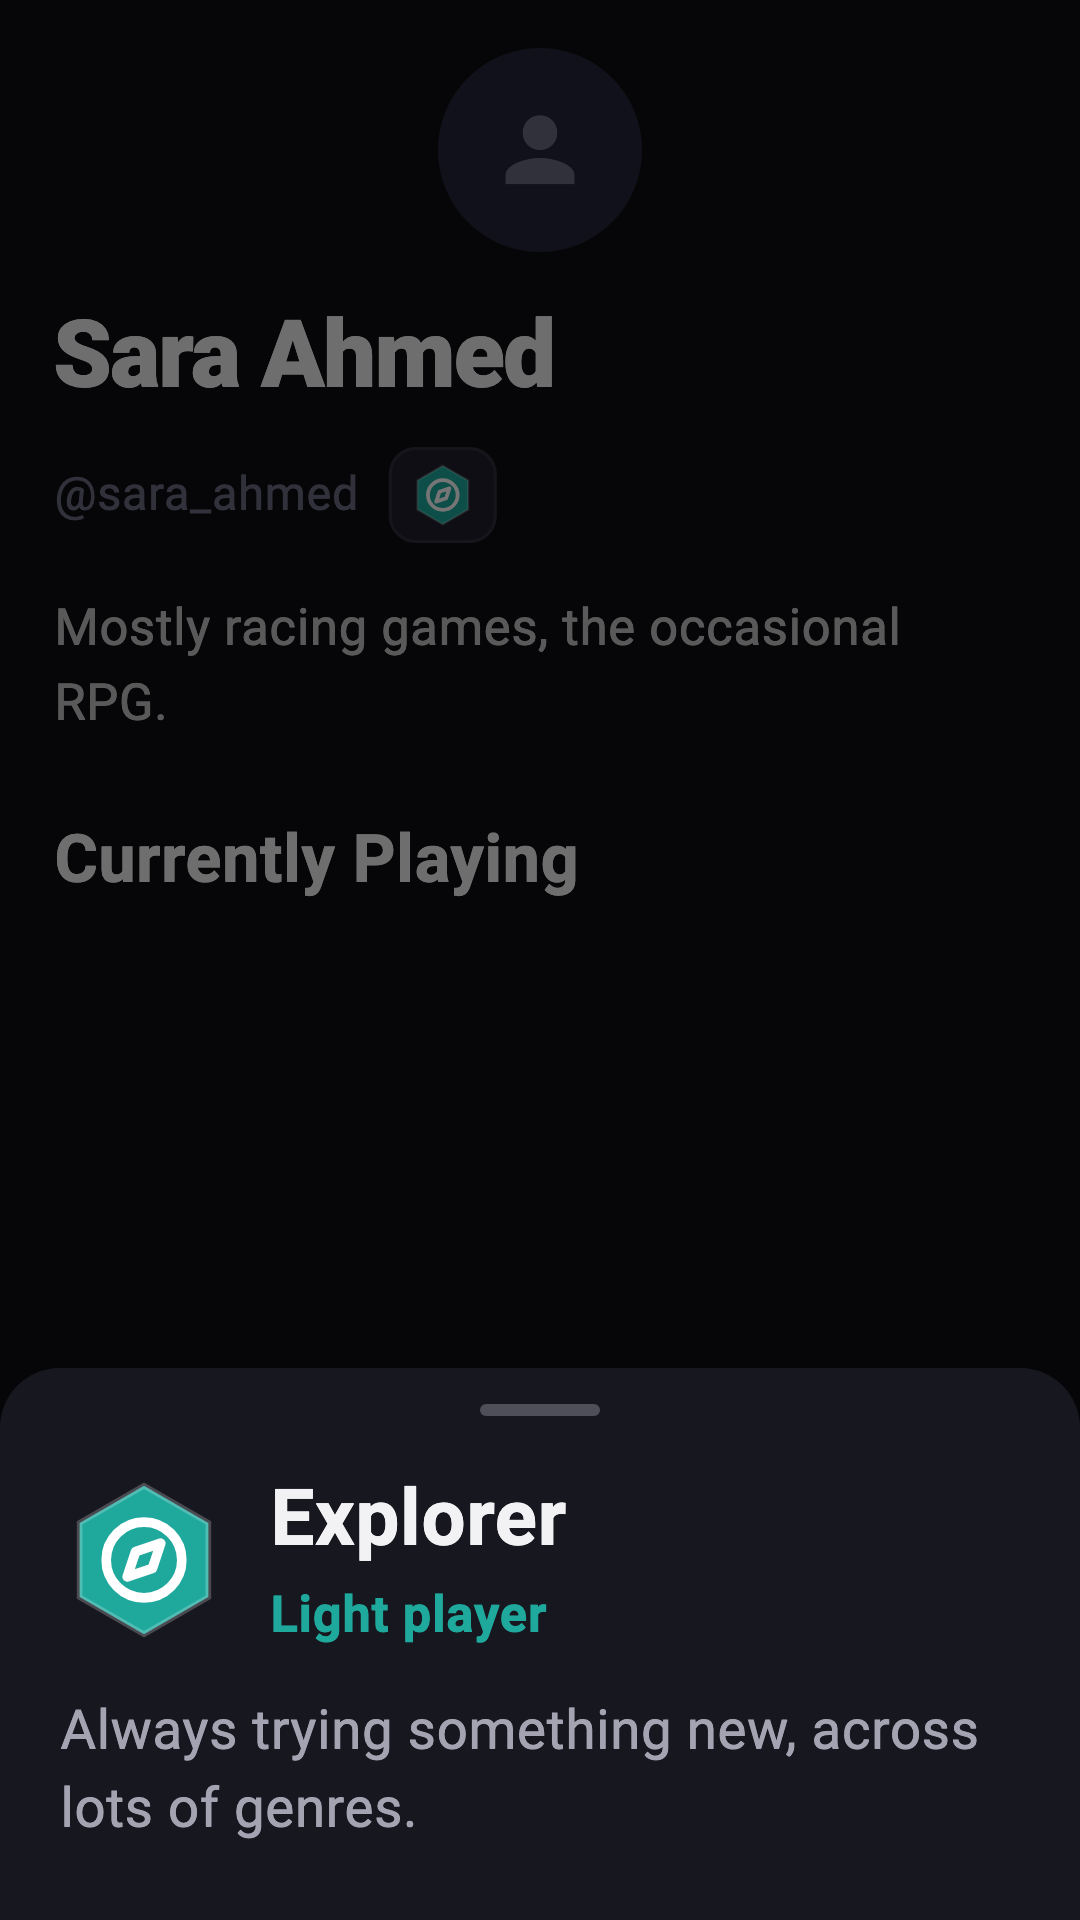 Sara Ahmed
@sara_ahmed
Mostly racing games, the occasional
RPG.
Currently Playing
Explorer
Light player
Always trying something new, across
lots of genres.